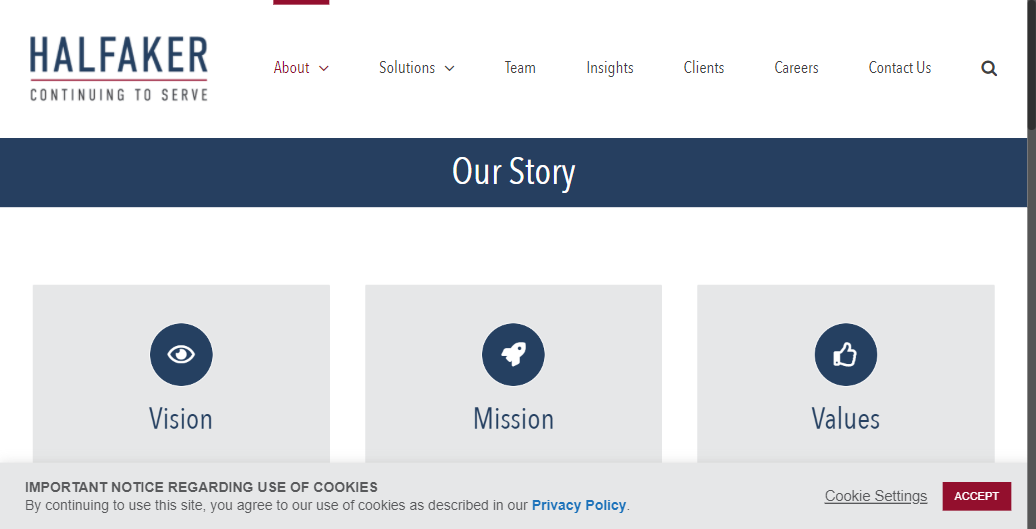 HALFAKER
CONTINUING TO SERVE
About
Solutions
Team
Insights
Clients
Careers
Contact Us
Our Story
Vision
Mission
Values
IMPORTANT NOTICE REGARDING USE OF COOKIES
By continuing to use this site, you agree to our use of cookies as described in our Privacy Policy.
Cookie Settings
ACCEPT